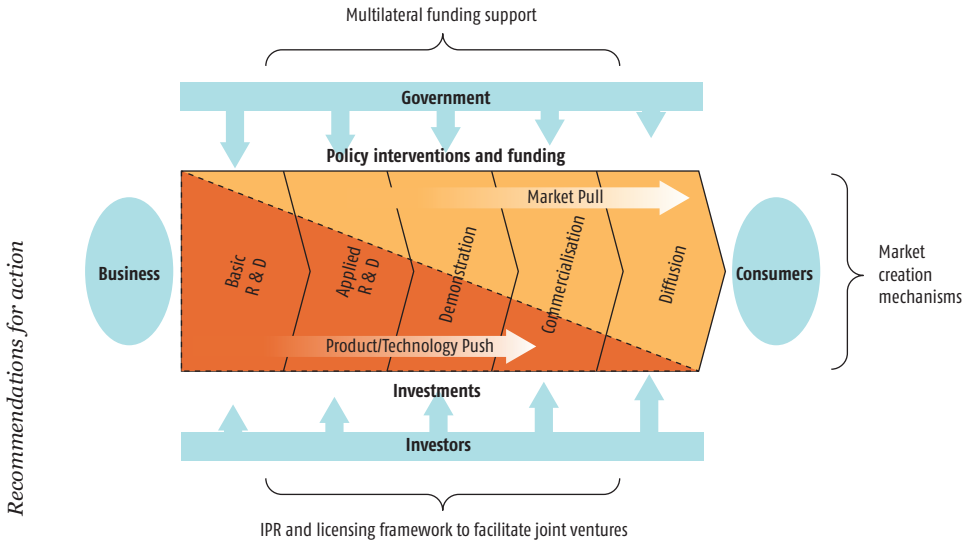 Multilateral funding support
Government
Policy interventions and funding
Market Pull
Business
Basic
R & D
Applied
R & D
Demonstration
Commercialisation
Diffusion
Consumers
Market
creation
mechanisms
Product/Technology Push
Investments
Investors
IPR and licensing framework to facilitate joint ventures
Recommendations for action